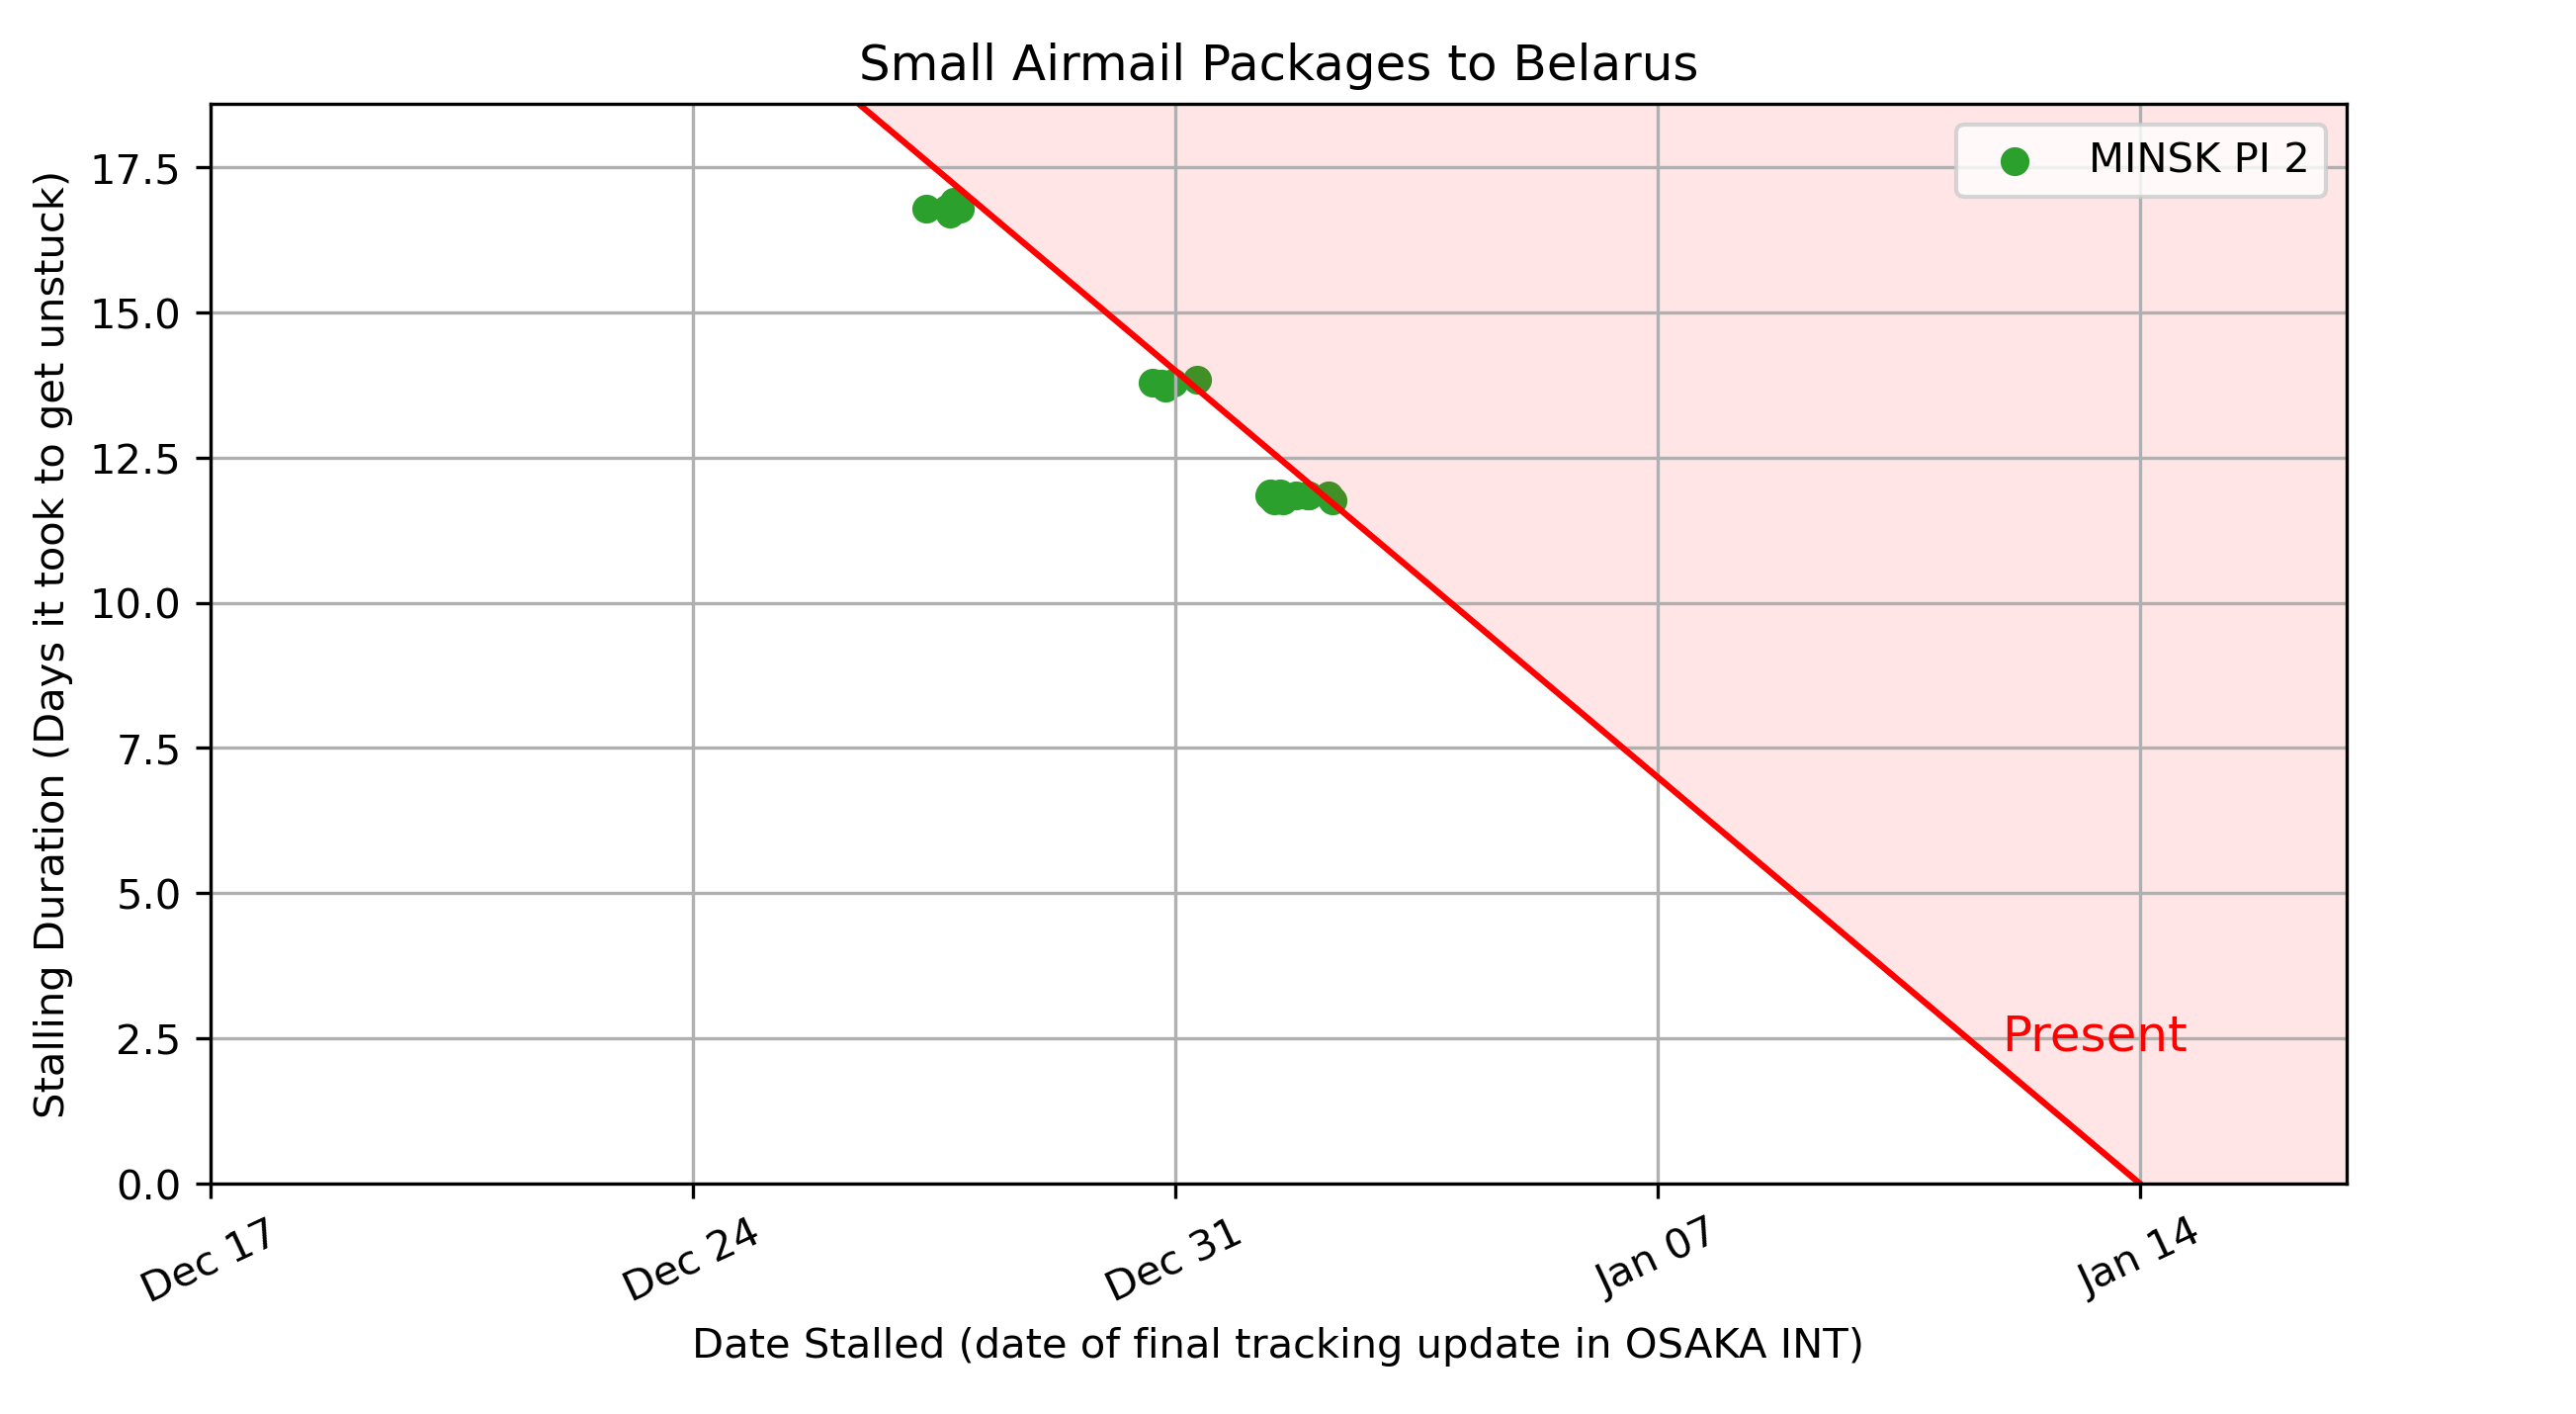 Small Airmail Packages to Belarus
MINSK PI 2
Stalling Duration (Days it took to get unstuck)
17.5
15.0
12.5
10.0
7.5
5.0
2.5
0.0
Present
Dec 17
Dec 24
Dec 31
Jan 07
Jan 14
Date Stalled (date of final tracking update in OSAKA INT)